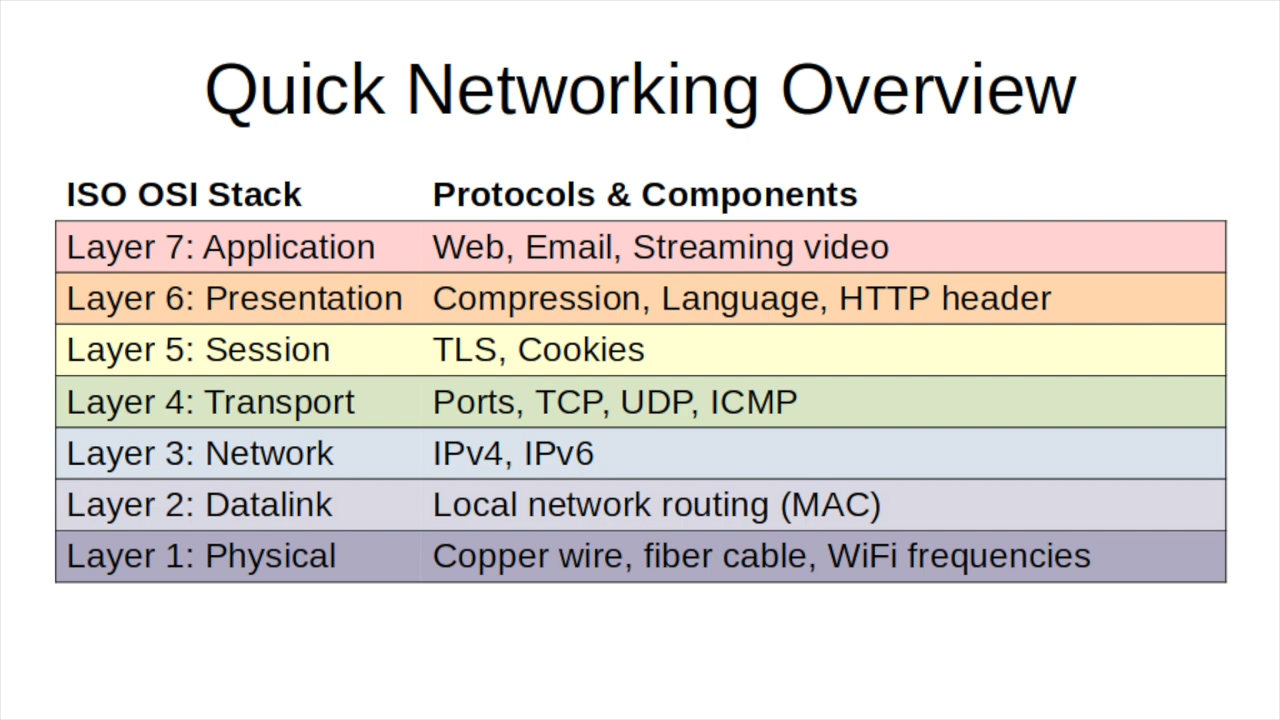 Quick Networking Overview
ISO OSI Stack Protocols & Components
Layer 7: Application Web, Email, Streaming video
Layer 6: Presentation Compression, Language, HTTP header
Layer 5: Session TLS, Cookies
Layer 4: Transport Ports, TCP, UDP, ICMP
Layer 3: Network IPv4, IPv6
Layer 2: Datalink Local network routing (MAC)
Layer 1: Physical Copper wire, fiber cable, WiFi frequencies